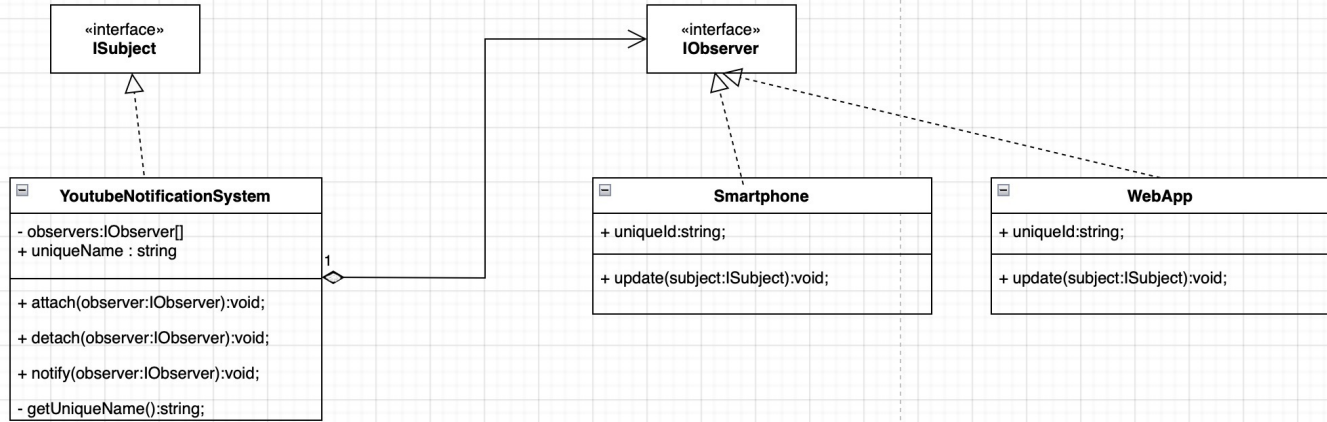 «interface»
ISubject
«interface»
IObserver
YoutubeNotificationSystem
- observers:IObserver[]
+ uniqueName : string
1
+ attach(observer:IObserver):void;
+ detach(observer:IObserver):void;
+ notify(observer:IObserver):void;
- getUniqueName():string;
Smartphone
+ uniqueId:string;
+ update(subject:ISubject):void;
WebApp
+ uniqueId:string;
+ update(subject:ISubject):void;